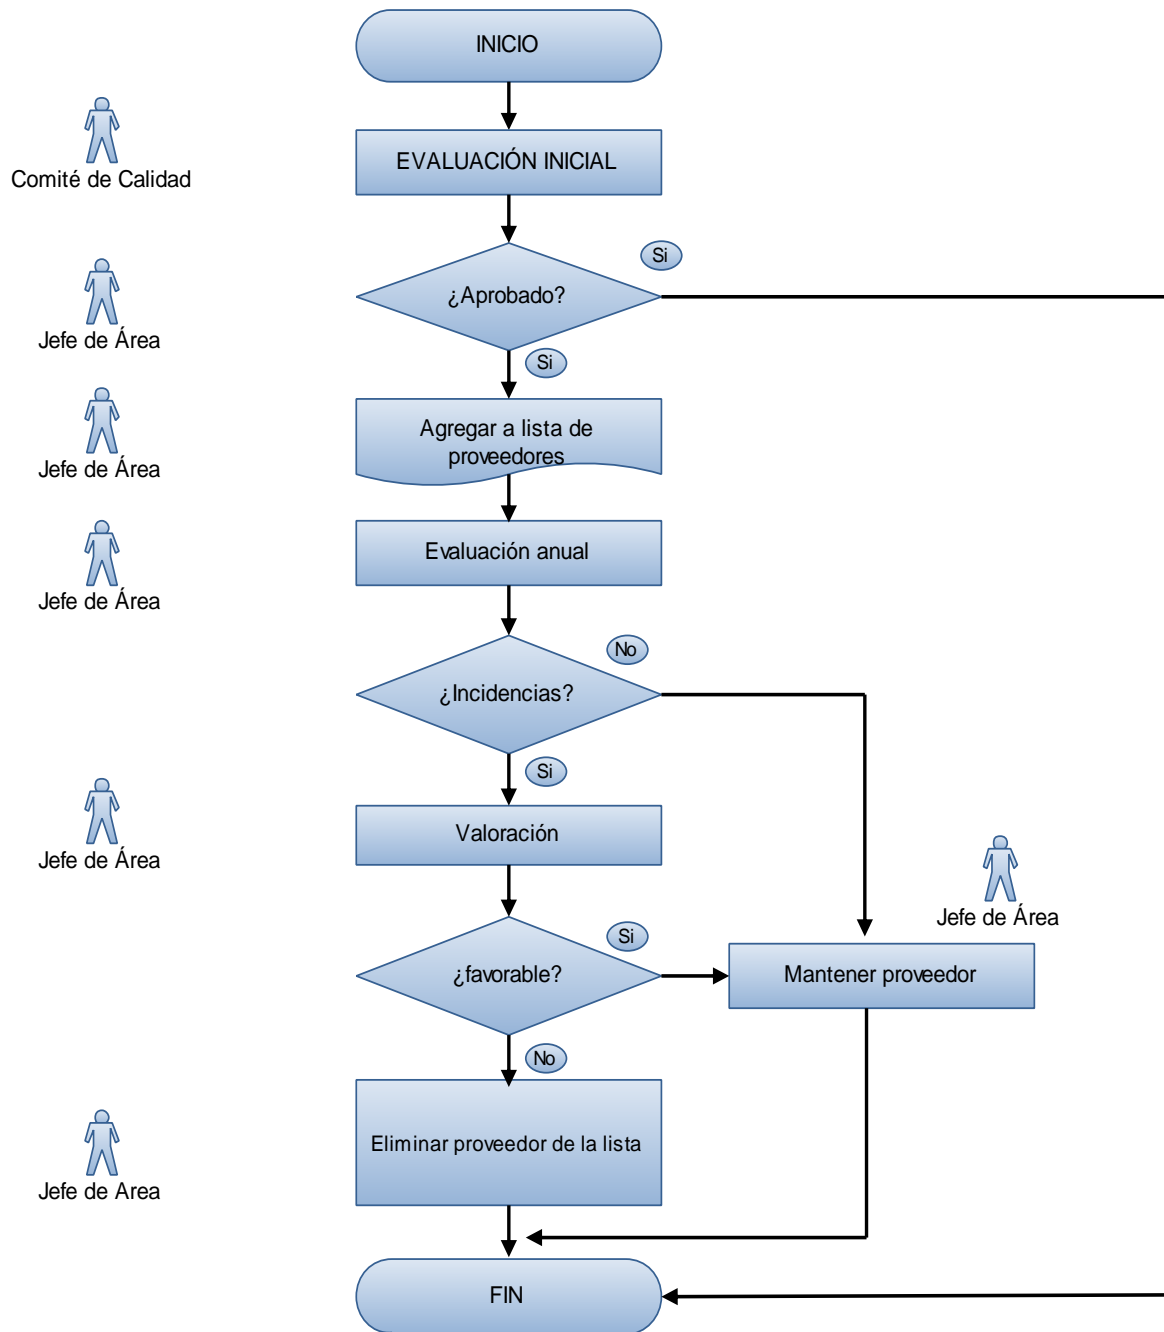 INICIO
EVALUACIÓN INICIAL
Comité de Calidad
Si
¿Aprobado?
Jefe de Área
Si
Agregar a lista de
proveedores
Jefe de Área
Evaluación anual
Jefe de Área
No
¿Incidencias?
Si
Valoración
Jefe de Área
Jefe de Área
Si
¿favorable?
Mantener proveedor
No
Eliminar proveedor de la lista
Jefe de Area
FIN